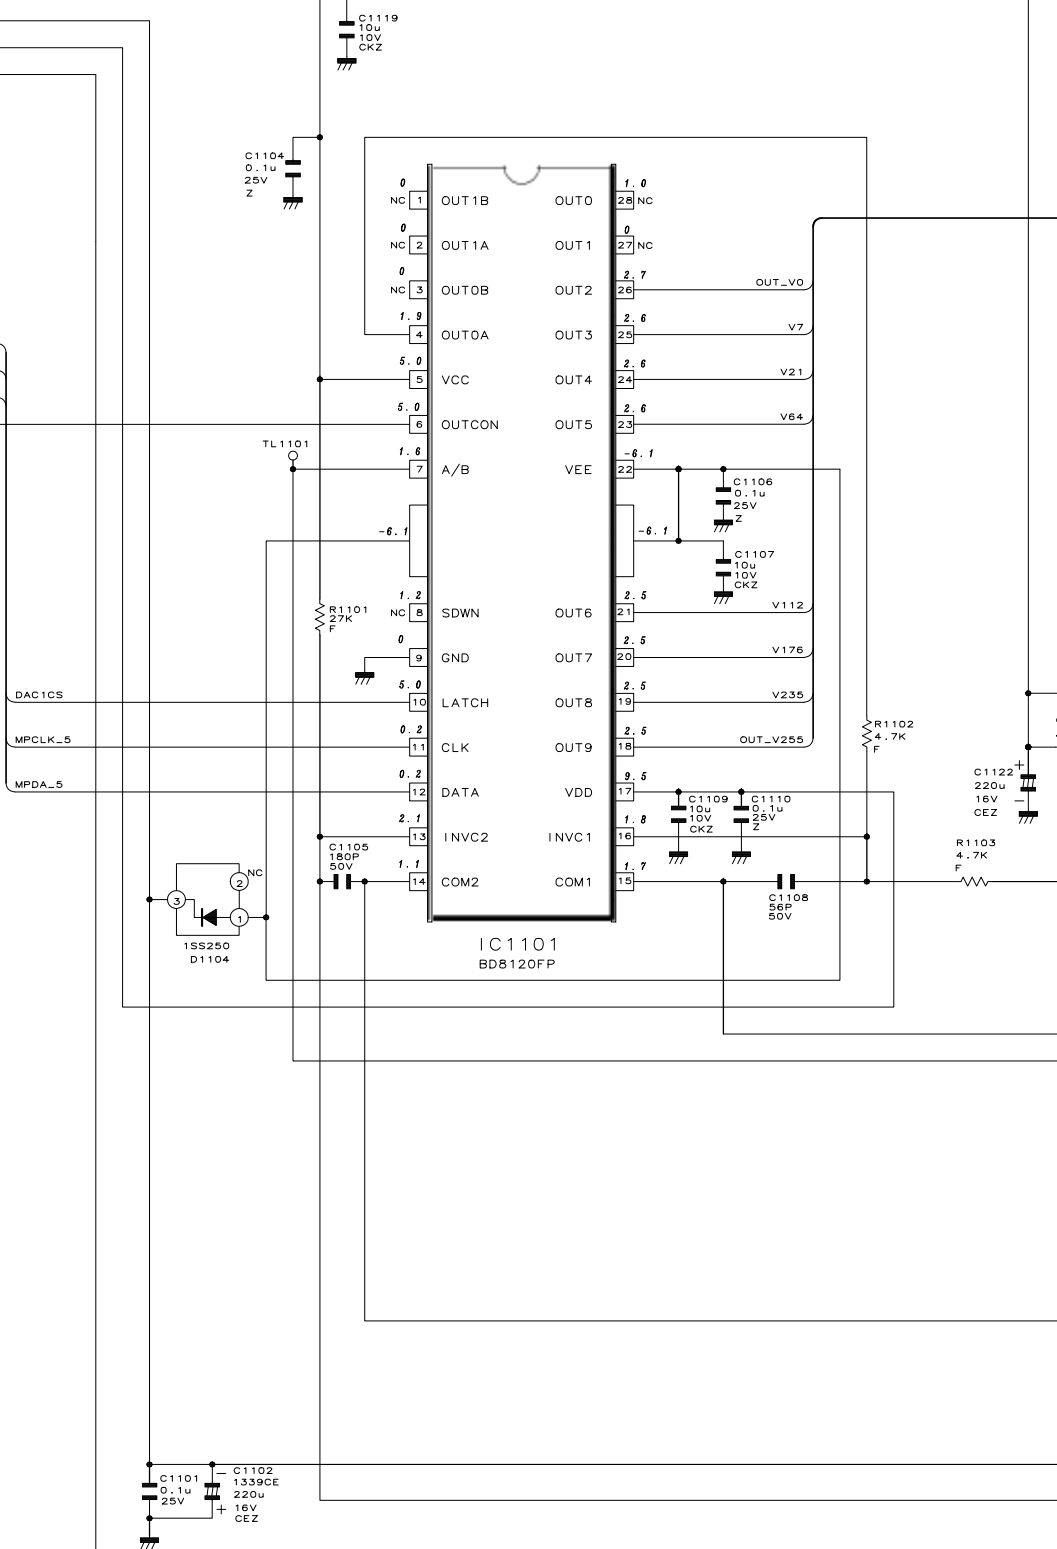 C1119
10u
10V
CKZ
C1104
0.1u
25V
Z
0
NC 1 OUT1B
0
NC 2 OUT1A
0
NC 3 OUT0B
1.9
4 OUT0A
5.0
5 VCC
5.0
6 OUTCON
TL1101
1.6
7 A/B
-6.1
1.2
NC 8 SDWN
R1101
27K
F
0
9 GND
DAC1CS
5.0
10 LATCH
MPCLK_5
0.2
11 CLK
MPDA_5
0.2
12 DATA
2.1
13 INVC2
C1105
180P
50V
1.1
14 COM2
1.0
OUT0 28 NC
0
OUT1 27 NC
2.7
OUT2 26
OUT_V0
2.6
OUT3 25
V7
2.6
OUT4 24
V21
2.6
OUT5 23
V64
-6.1
VEE 22
C1106
0.1u
25V
Z
-6.1
C1107
10u
10V
CKZ
2.5
OUT6 21
V112
2.5
OUT7 20
V176
2.5
OUT8 19
V235
2.5
OUT9 18
OUT_V255
9.5
VDD 17
C1109
10u
10V
CKZ
C1110
0.1u
25V
Z
1.8
INVC1 16
1.7
COM1 15
C1108
56P
50V
R1102
4.7K
F
R1103
4.7K
F
+
C1122
220u
16V
–
CEZ
NC
2
3
1
1SS250
D1104
IC1101
BD8120FP
C1101
0.1u
25V
–
C1102
1339CE
220u
+
16V
CEZ